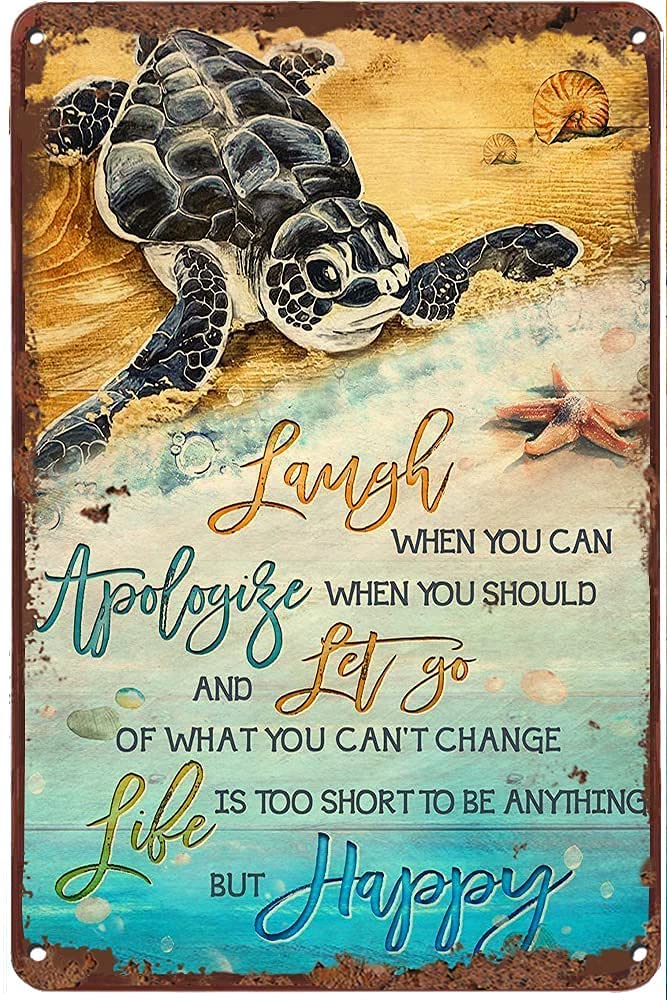 Laugh
WHEN YOU CAN
Apologize WHEN YOU SHOULD
AND Let go
OF WHAT YOU CAN'T CHANGE
Life IS TOO SHORT TO BE ANYTHING
BUT Happy